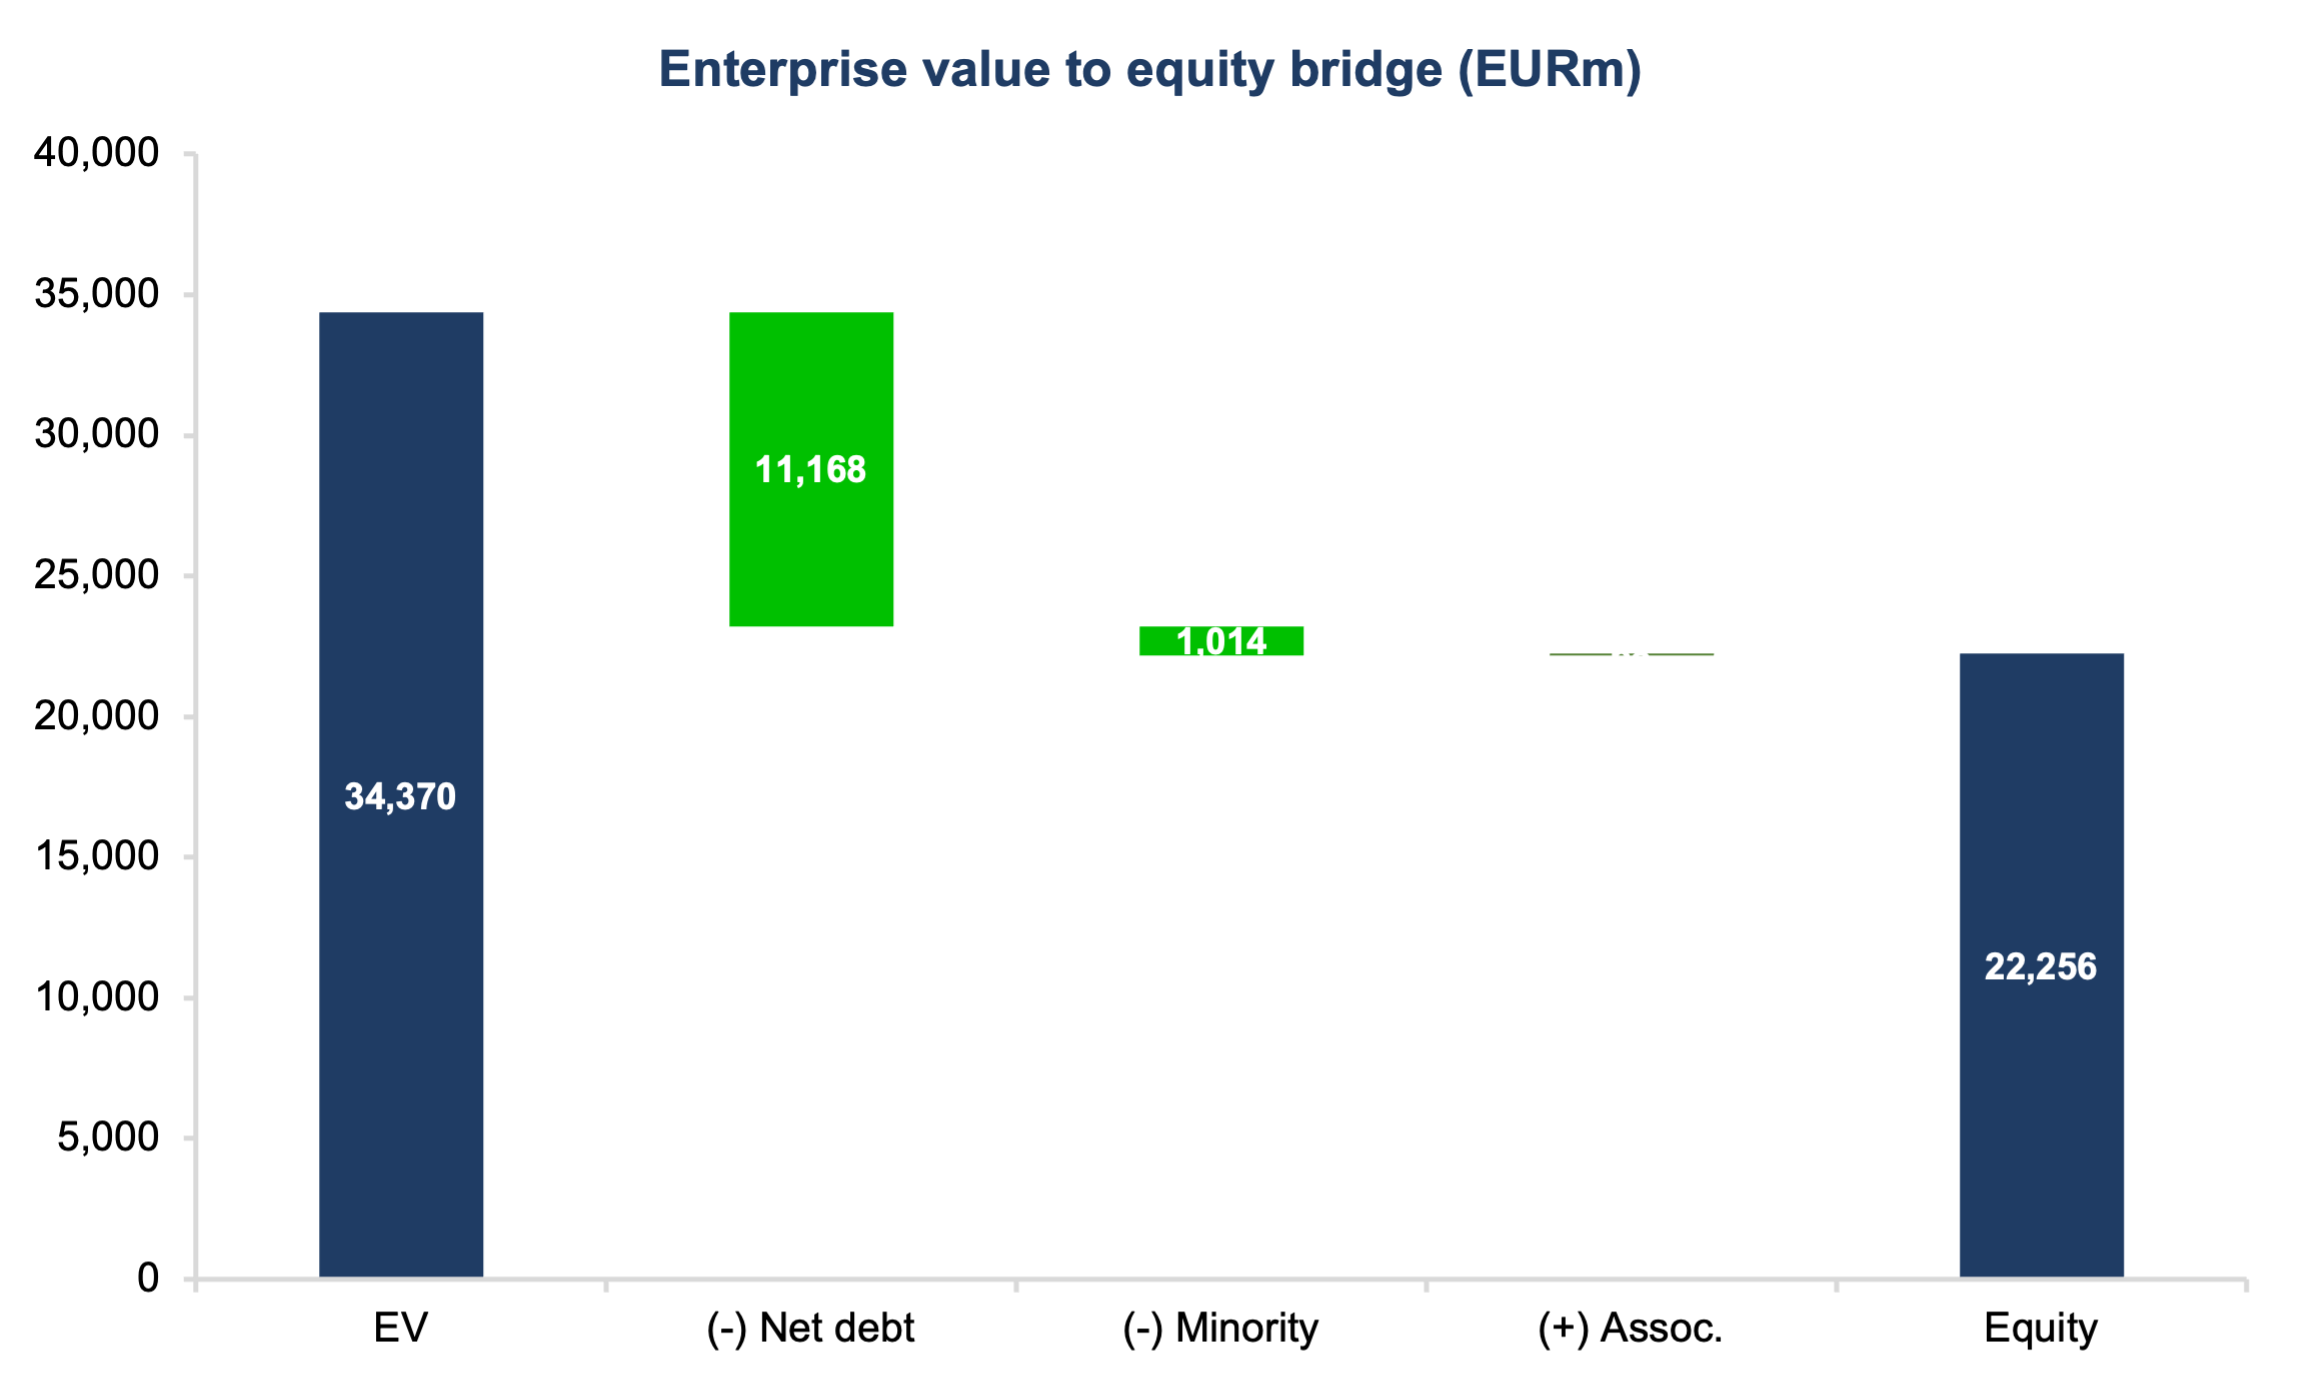 Enterprise value to equity bridge (EURm)
40,000
35,000
30,000
25,000
20,000
15,000
10,000
5,000
0
34,370
11,168
1,014
22,256
EV
(-) Net debt
(-) Minority
(+) Assoc.
Equity